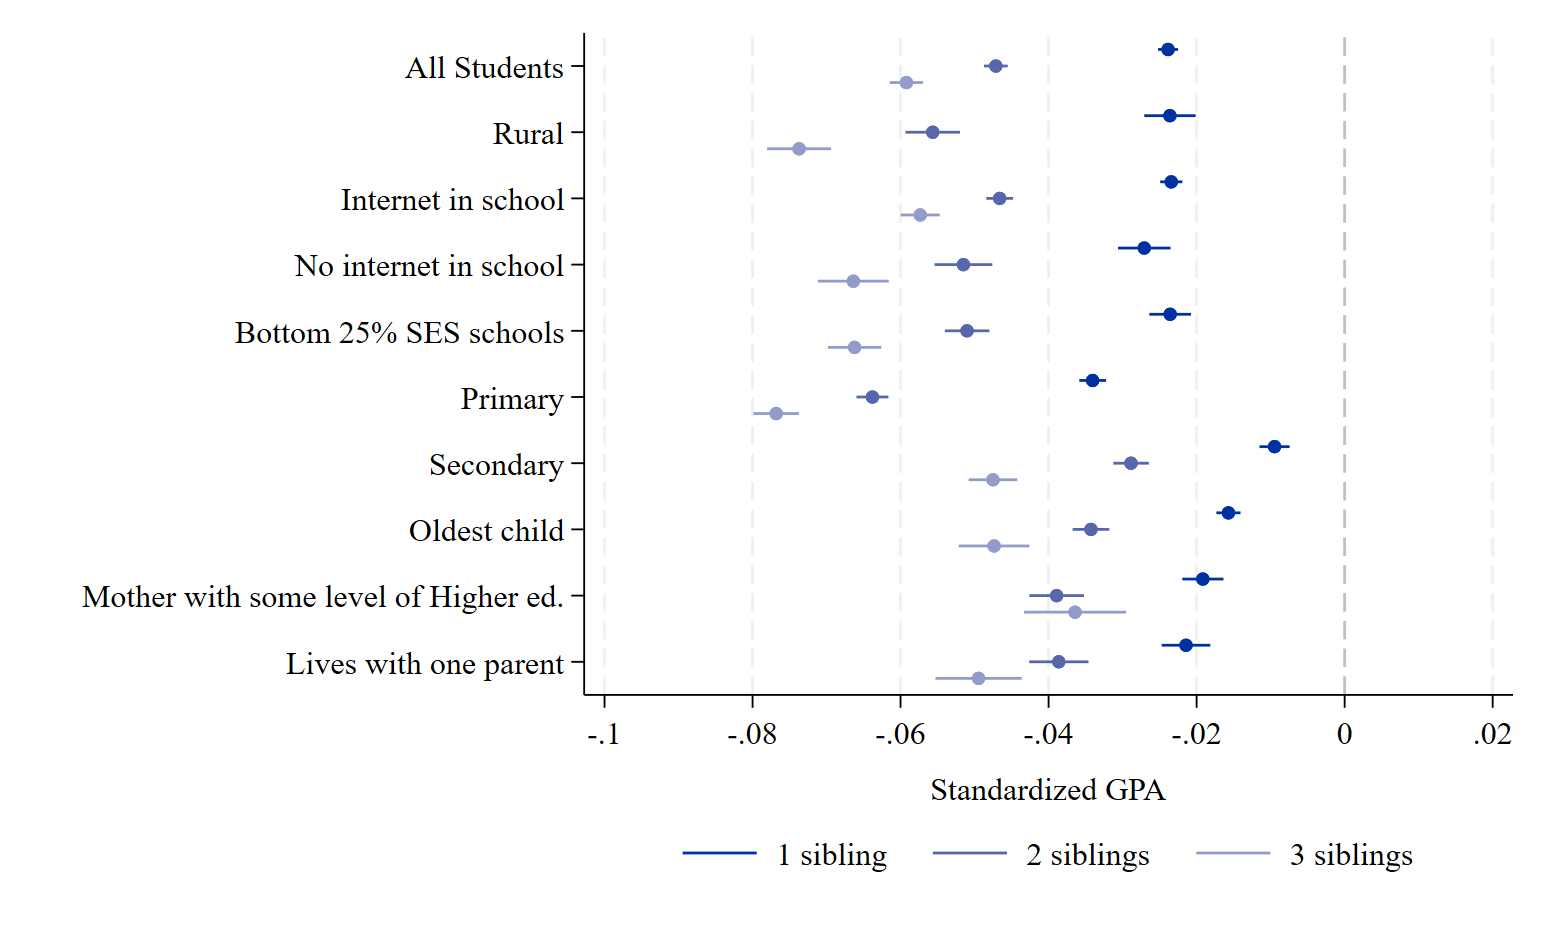 All Students
Rural
Internet in school
No internet in school
Bottom 25% SES schools
Primary
Secondary
Oldest child
Mother with some level of Higher ed.
Lives with one parent
-.1 -.08 -.06 -.04 -.02 0 .02
Standardized GPA
1 sibling 2 siblings 3 siblings